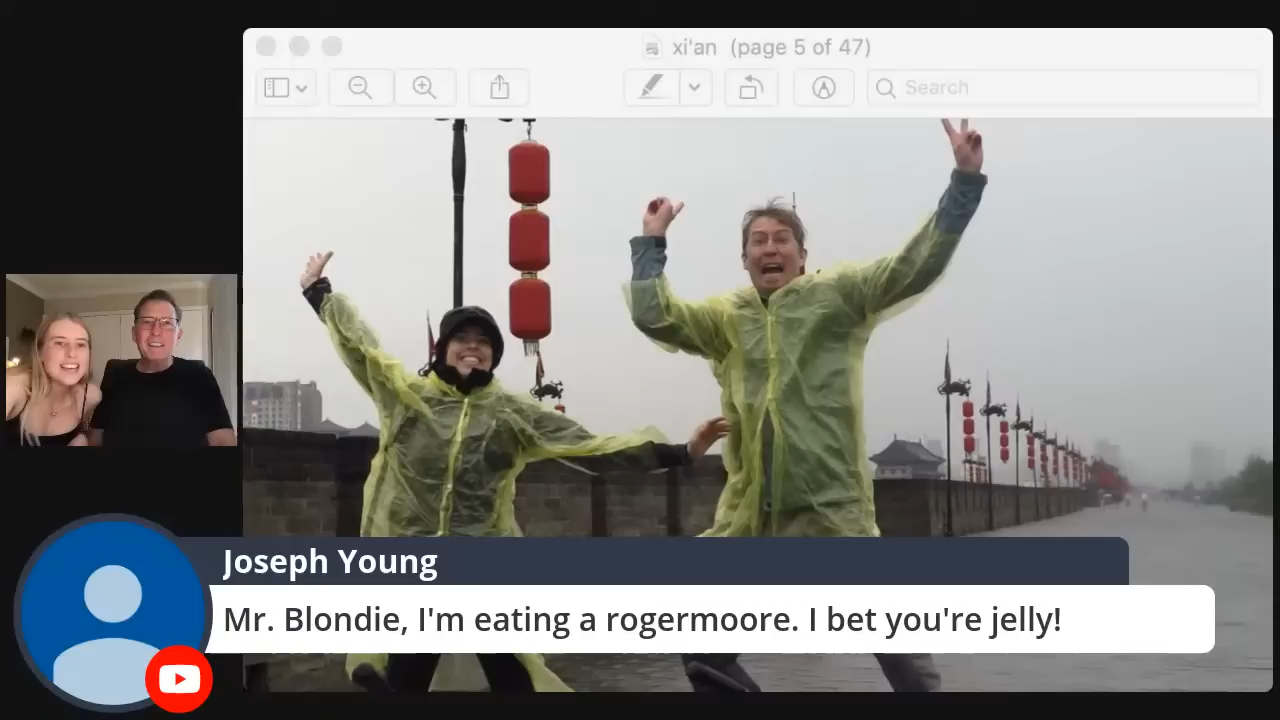 xi'an (page 5 of 47)
Search
Joseph Young
Mr. Blondie, I'm eating a rogermoore. I bet you're jelly!